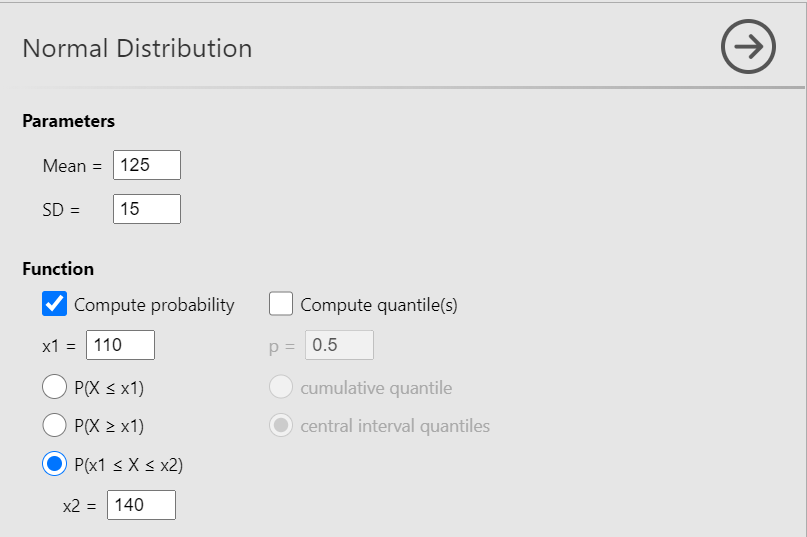 Normal Distribution
Parameters
Mean = 125
SD = 15
Function
Compute probability Compute quantile(s)
x1 = 110 p = 0.5
P(X ≤ x1) cumulative quantile
P(X ≥ x1) central interval quantiles
P(x1 ≤ X ≤ x2)
x2 = 140